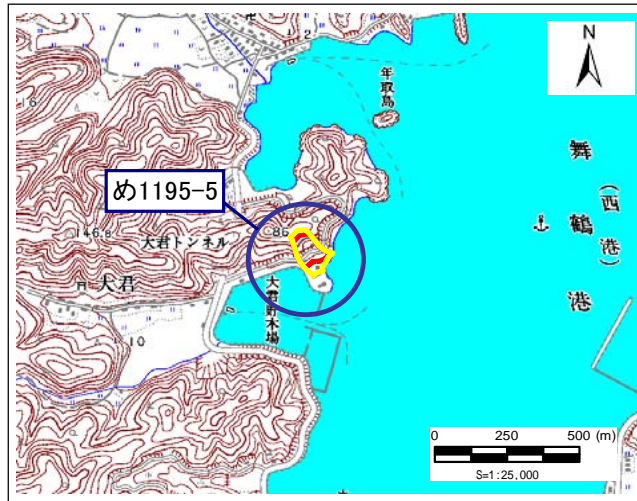 N
年取島
舞鶴港
(西港)
め1195-5
146.8
大君トンネル
86
大君
大君貯木場
10
0 250 500 (m)
S=1:25,000